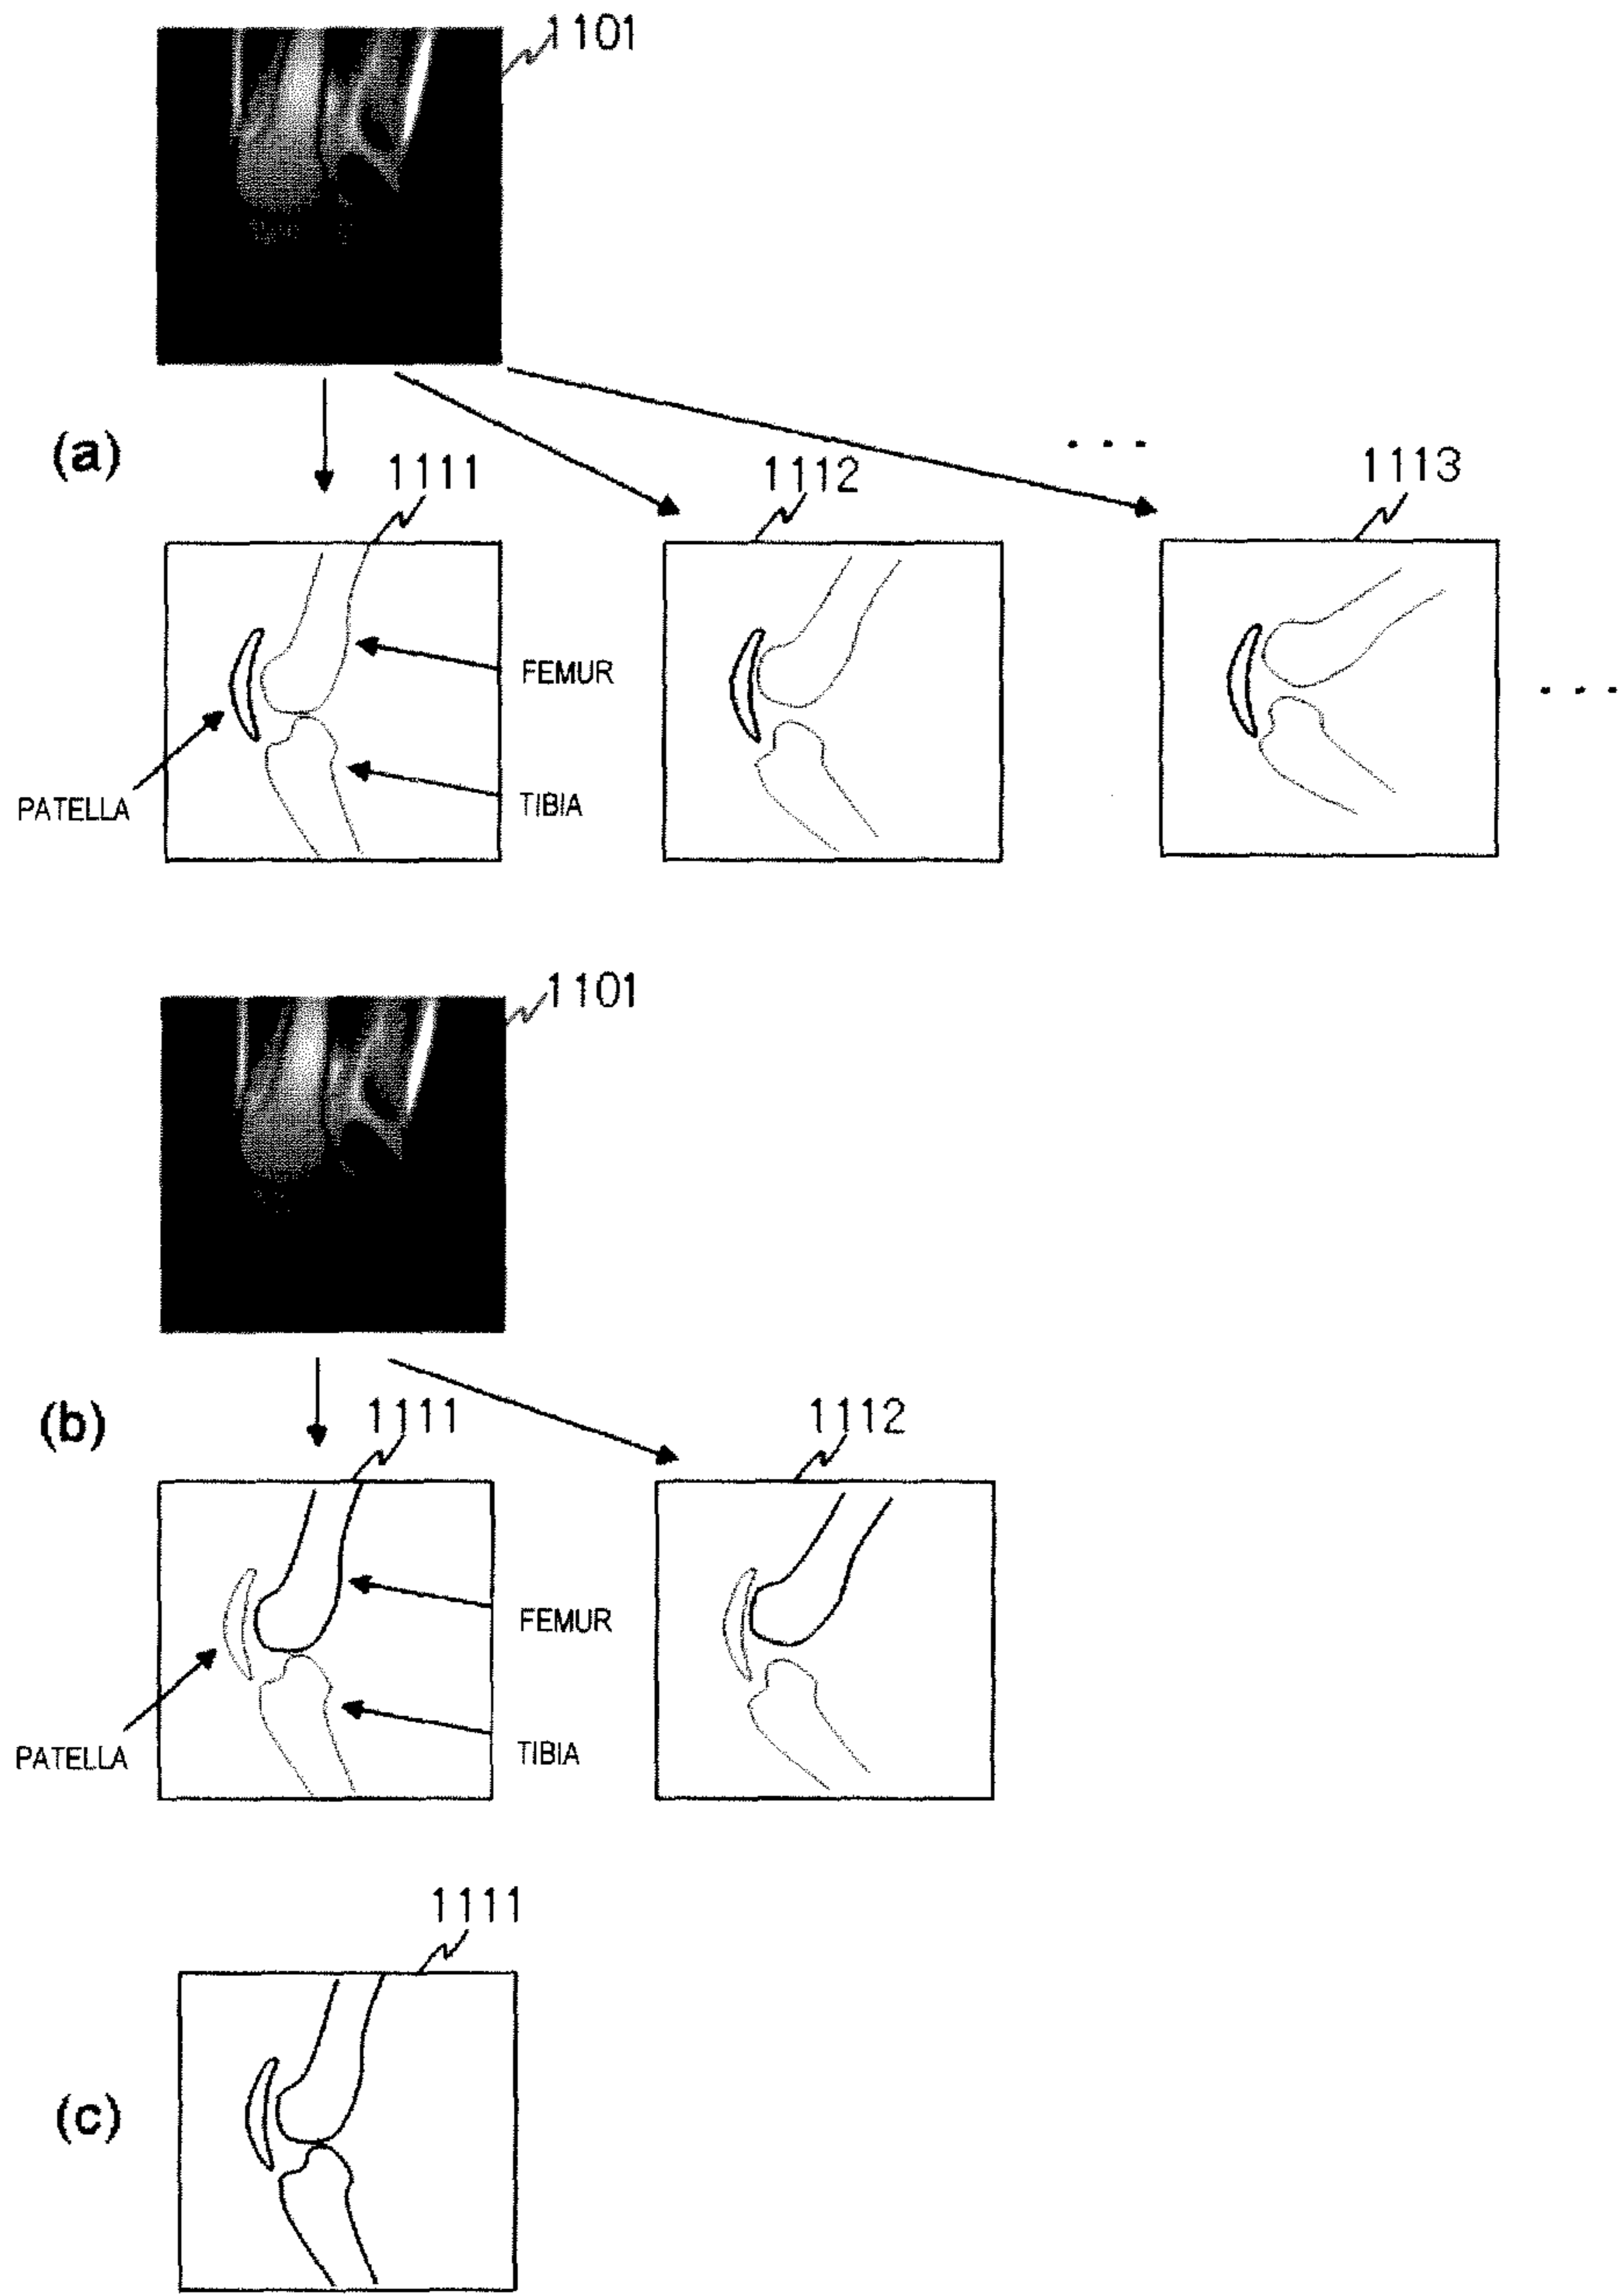 1101
(a)
...
1111
1112
1113
FEMUR
...
PATELLA
TIBIA
1101
(b)
1111
1112
FEMUR
PATELLA
TIBIA
1111
(c)